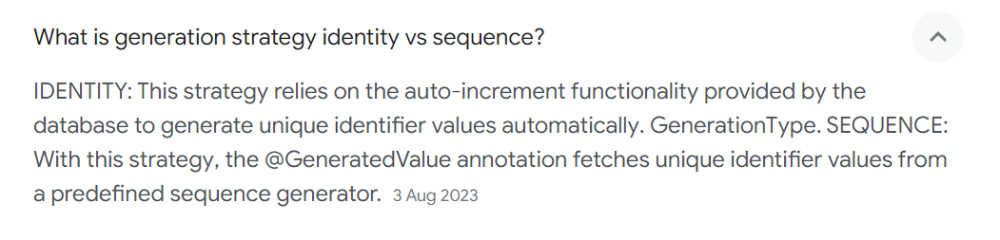 What is generation strategy identity vs sequence?
IDENTITY: This strategy relies on the auto-increment functionality provided by the
database to generate unique identifier values automatically. GenerationType. SEQUENCE:
With this strategy, the @GeneratedValue annotation fetches unique identifier values from
a predefined sequence generator. 3 Aug 2023